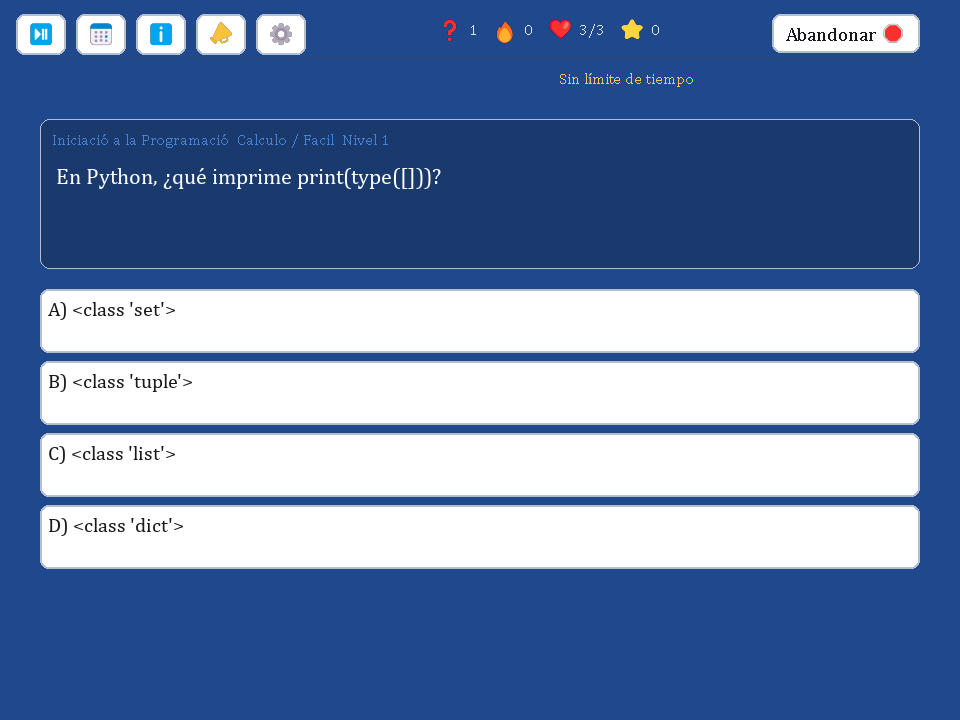 1 0 3/3 0
Abandonar
Sin límite de tiempo
Iniciació a la Programació Calculo / Facil Nivel 1
En Python, ¿qué imprime print(type([]))?
A) <class 'set'>
B) <class 'tuple'>
C) <class 'list'>
D) <class 'dict'>